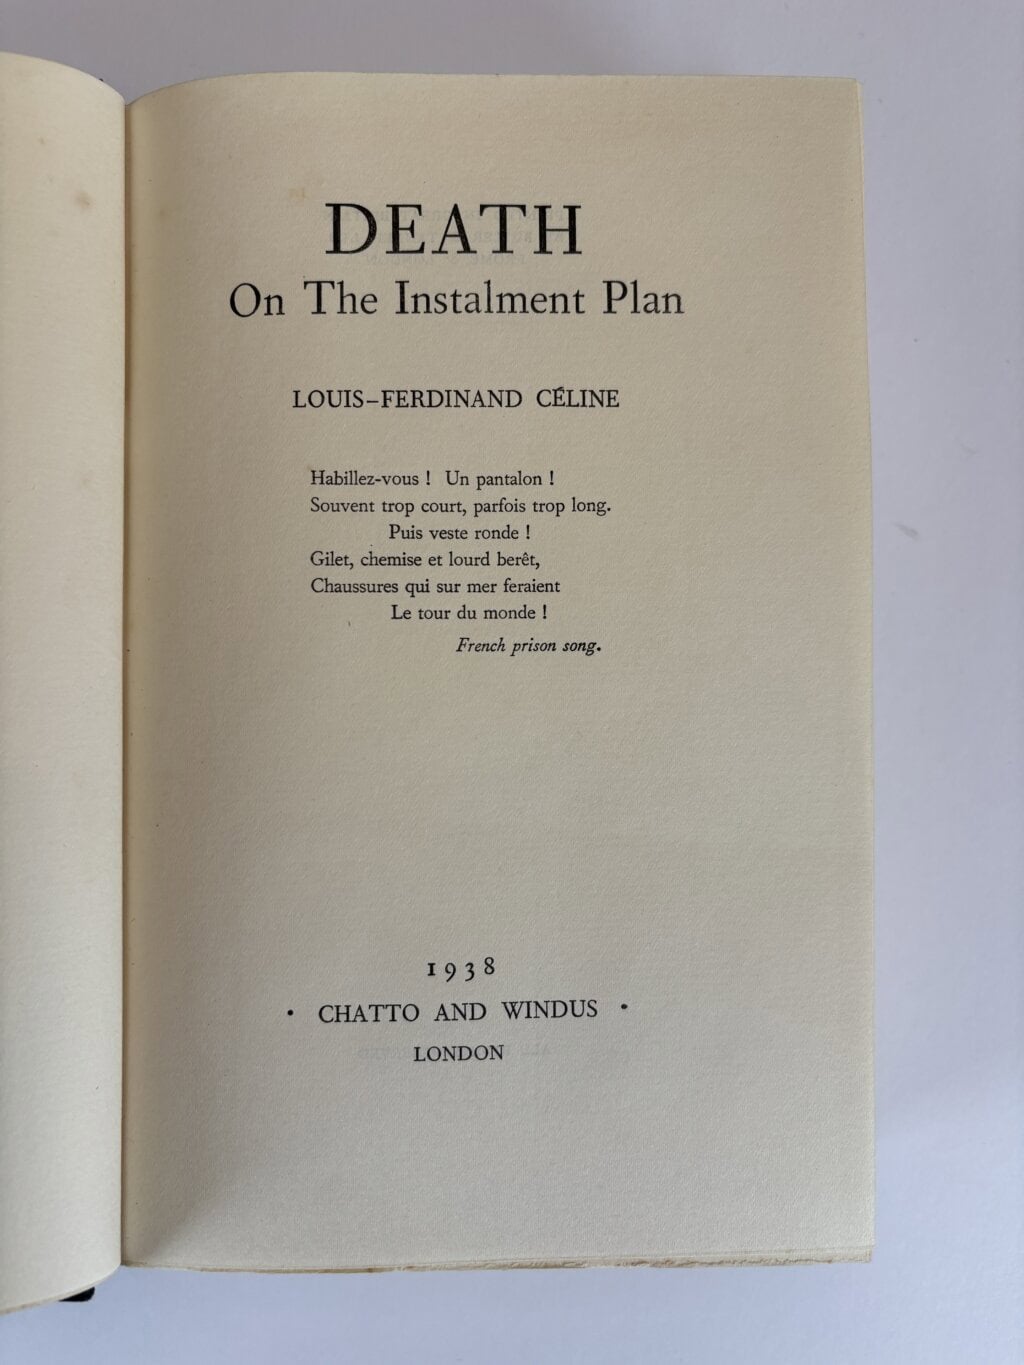 DEATH
On The Instalment Plan
LOUIS–FERDINAND CÉLINE
Habillez-vous ! Un pantalon !
Souvent trop court, parfois trop long.
Puis veste ronde !
Gilet, chemise et lourd berêt,
Chaussures qui sur mer feraient
Le tour du monde !
French prison song.
1938
· CHATTO AND WINDUS ·
LONDON